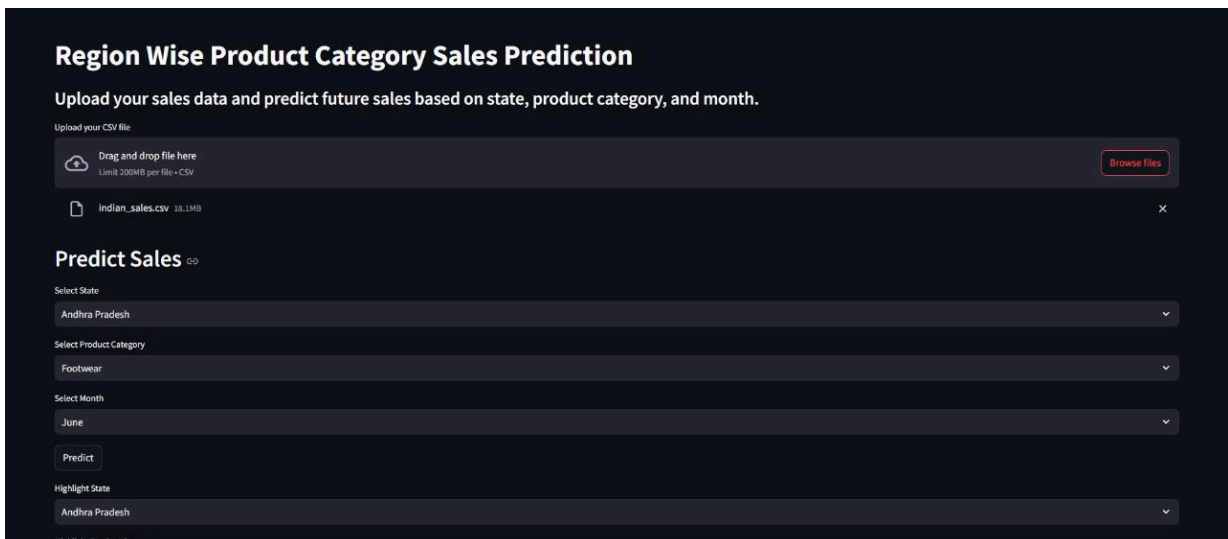 Region Wise Product Category Sales Prediction
Upload your sales data and predict future sales based on state, product category, and month.
Upload your CSV file
Drag and drop file here
Limit 200MB per file • CSV
Browse files
indian_sales.csv 18.1MB
Predict Sales
Select State
Andhra Pradesh
Select Product Category
Footwear
Select Month
June
Predict
Highlight State
Andhra Pradesh